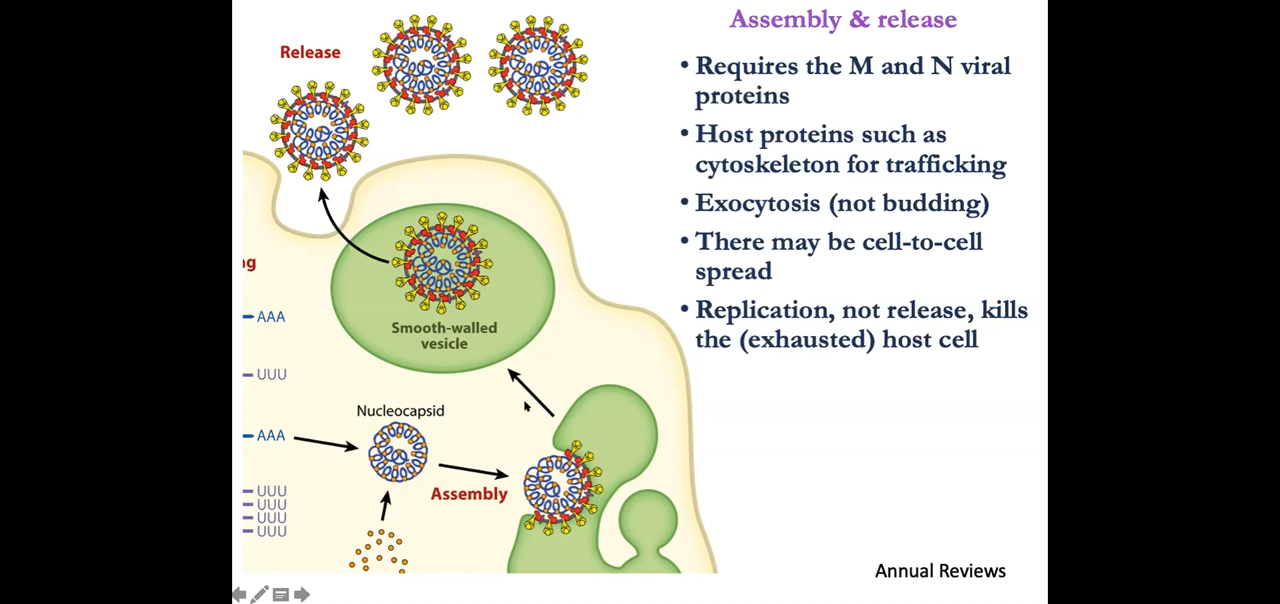 Assembly & release
Release
• Requires the M and N viral
proteins
• Host proteins such as
cytoskeleton for trafficking
• Exocytosis (not budding)
• There may be cell-to-cell
spread
• Replication, not release, kills
the (exhausted) host cell
ng
AAA
Smooth-walled
vesicle
UUU
Nucleocapsid
AAA
Assembly
UUU
UUU
UUU
UUU
Annual Reviews